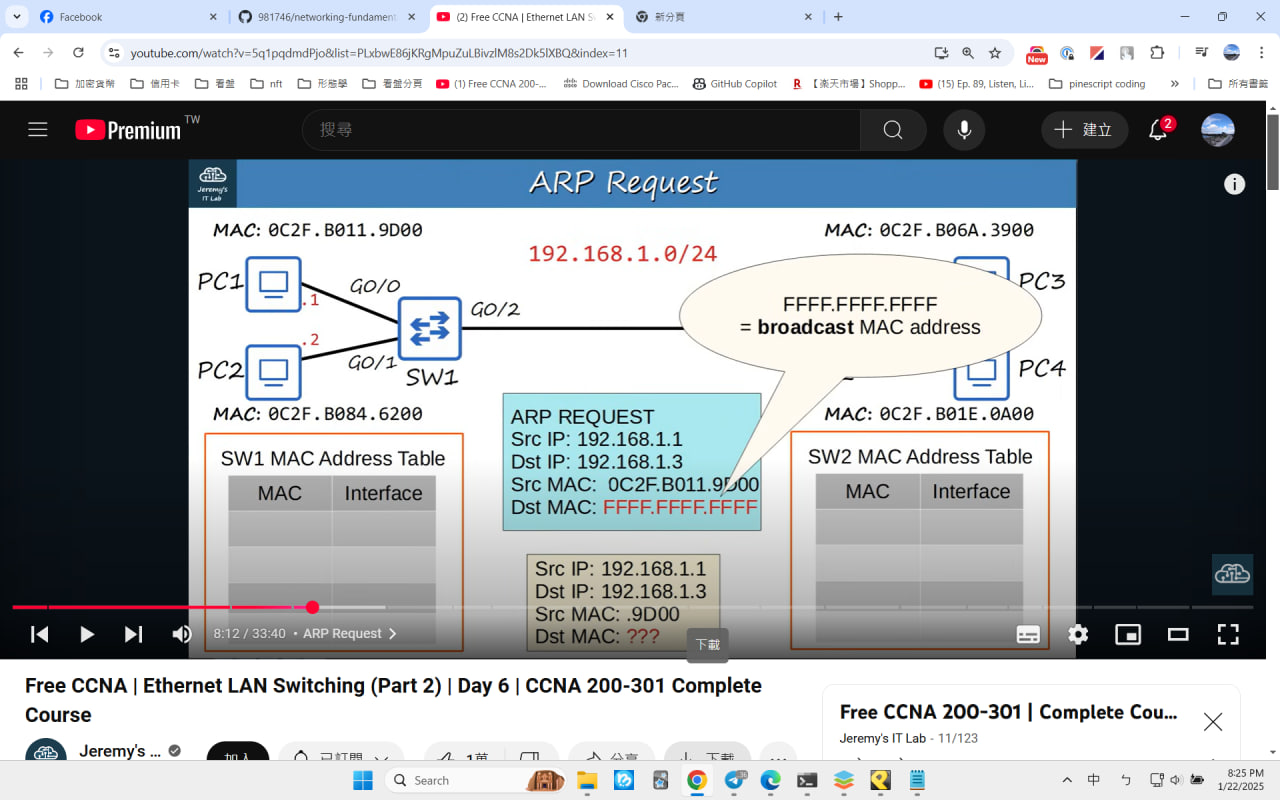 Facebook
981746/networking-fundament
(2) Free CCNA | Ethernet LAN S
新分頁
youtube.com/watch?v=5q1pqdmdPjo&list=PLxbwE86jKRgMpuZuLBivzlM8s2Dk5lXBQ&index=11
New
加密貨幣
信用卡
看盤
nft
形態學
看盤分頁
(1) Free CCNA 200-...
Download Cisco Pac...
GitHub Copilot
【楽天市場】Shopp...
(15) Ep. 89, Listen, Li...
pinescript coding
»
所有書籤
Premium TW
搜尋
建立
2
Jeremy's
IT Lab
ARP Request
MAC: 0C2F.B011.9D00
192.168.1.0/24
MAC: 0C2F.B06A.3900
PC1
.1
G0/0
G0/2
FFFF.FFFF.FFFF
= broadcast MAC address
PC3
.2
PC2
G0/1
SW1
PC4
MAC: 0C2F.B084.6200
MAC: 0C2F.B01E.0A00
ARP REQUEST
Src IP: 192.168.1.1
Dst IP: 192.168.1.3
Src MAC: 0C2F.B011.9D00
Dst MAC: FFFF.FFFF.FFFF
SW1 MAC Address Table
MAC Interface
SW2 MAC Address Table
MAC Interface
Src IP: 192.168.1.1
Dst IP: 192.168.1.3
Src MAC: .9D00
Dst MAC: ???
8:12 / 33:40 • ARP Request
下載
Free CCNA | Ethernet LAN Switching (Part 2) | Day 6 | CCNA 200-301 Complete
Course
Free CCNA 200-301 | Complete Cou...
Jeremy's IT Lab - 11/123
Jeremy's ...
加入
已訂閱
1萬
分享
下載
Search
中
8:25 PM
1/22/2025